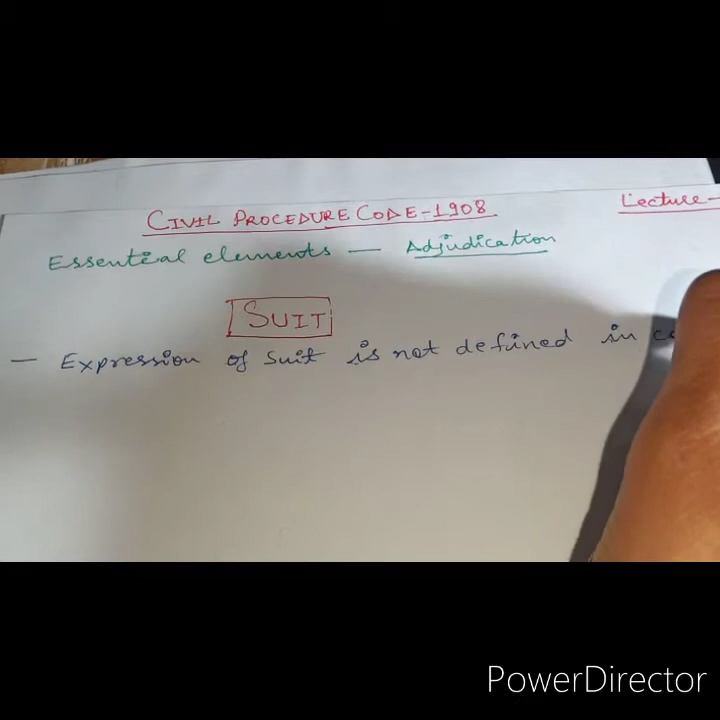 CIVIL PROCEDURE CODE-1908
Lecture-
Essential elements — Adjudication
SUIT
— Expression of suit is not defined in
PowerDirector